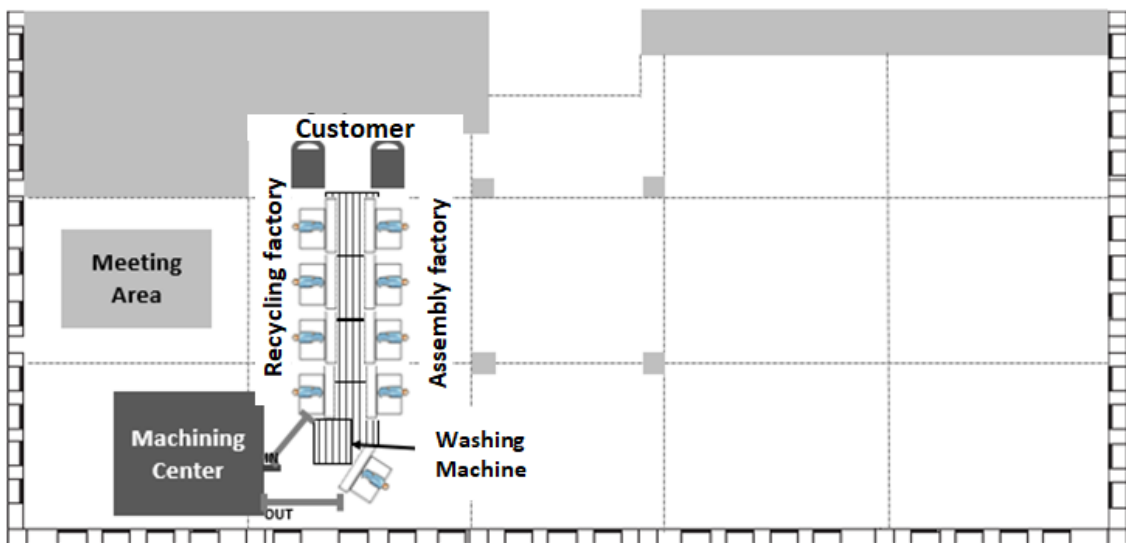 Customer
Recycling factory
Assembly factory
Meeting
Area
Machining
Center
IN
OUT
Washing
Machine